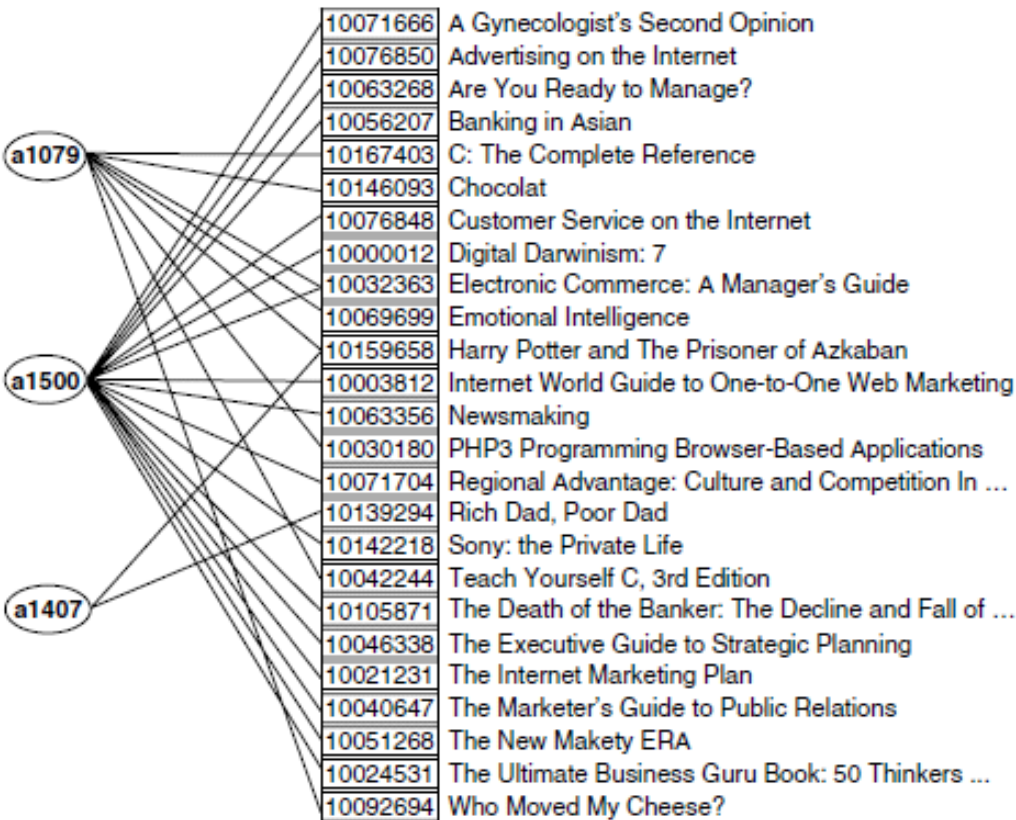 10071666 A Gynecologist's Second Opinion
10076850 Advertising on the Internet
10063268 Are You Ready to Manage?
10056207 Banking in Asian
a1079 10167403 C: The Complete Reference
10146093 Chocolat
10076848 Customer Service on the Internet
10000012 Digital Darwinism: 7
10032363 Electronic Commerce: A Manager's Guide
10069699 Emotional Intelligence
10159658 Harry Potter and The Prisoner of Azkaban
a1500 10003812 Internet World Guide to One-to-One Web Marketing
10063356 Newsmaking
10030180 PHP3 Programming Browser-Based Applications
10071704 Regional Advantage: Culture and Competition In ...
10139294 Rich Dad, Poor Dad
10142218 Sony: the Private Life
10042244 Teach Yourself C, 3rd Edition
a1407 10105871 The Death of the Banker: The Decline and Fall of ...
10046338 The Executive Guide to Strategic Planning
10021231 The Internet Marketing Plan
10040647 The Marketer's Guide to Public Relations
10051268 The New Makety ERA
10024531 The Ultimate Business Guru Book: 50 Thinkers ...
10092694 Who Moved My Cheese?